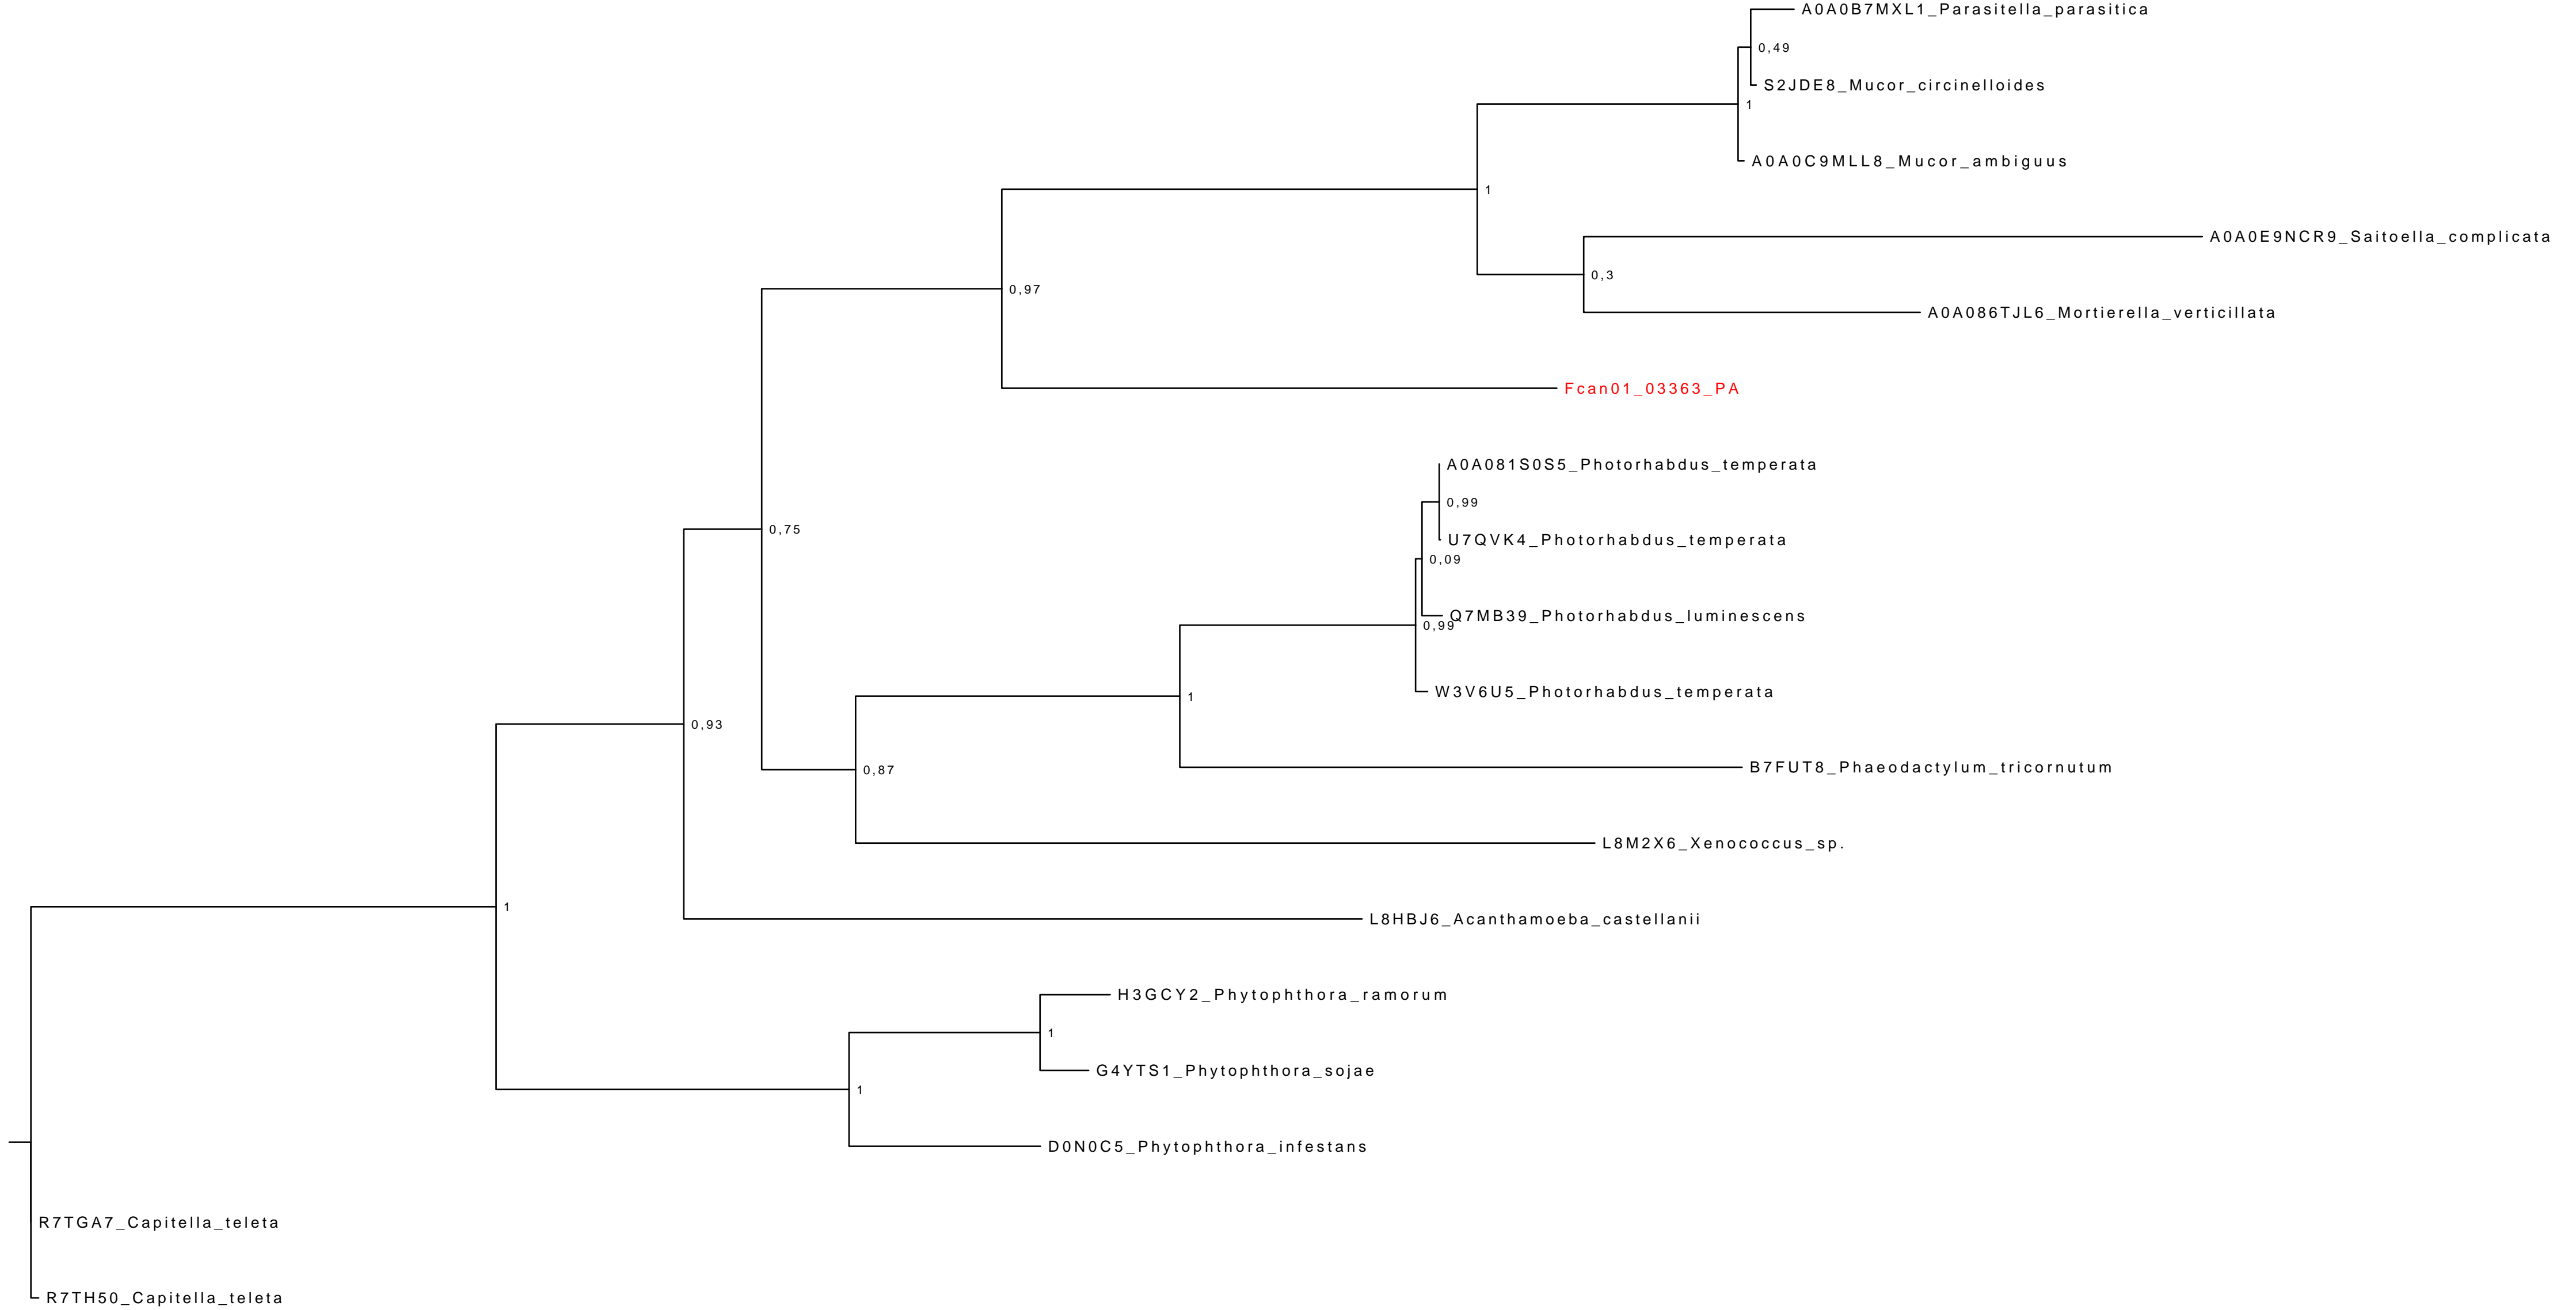 A0A0B7MXL1_Parasitella_parasitica
0,49
S2JDE8_Mucor_circinelloides
1
A0A0C9MLL8_Mucor_ambiguus
1
A0A0E9NCR9_Saitoella_complicata
0,3
0,97
A0A086TJL6_Mortierella_verticillata
Fcan01_03363_PA
A0A081S0S5_Photorhabdus_temperata
0,99
0,75
U7QVK4_Photorhabdus_temperata
0,09
Q7MB39_Photorhabdus_luminescens
0,99
W3V6U5_Photorhabdus_temperata
1
0,93
B7FUT8_Phaeodactylum_tricornutum
0,87
L8M2X6_Xenococcus_sp.
1
L8HBJ6_Acanthamoeba_castellanii
H3GCY2_Phytophthora_ramorum
1
G4YTS1_Phytophthora_sojae
1
D0N0C5_Phytophthora_infestans
R7TGA7_Capitella_teleta
R7TH50_Capitella_teleta